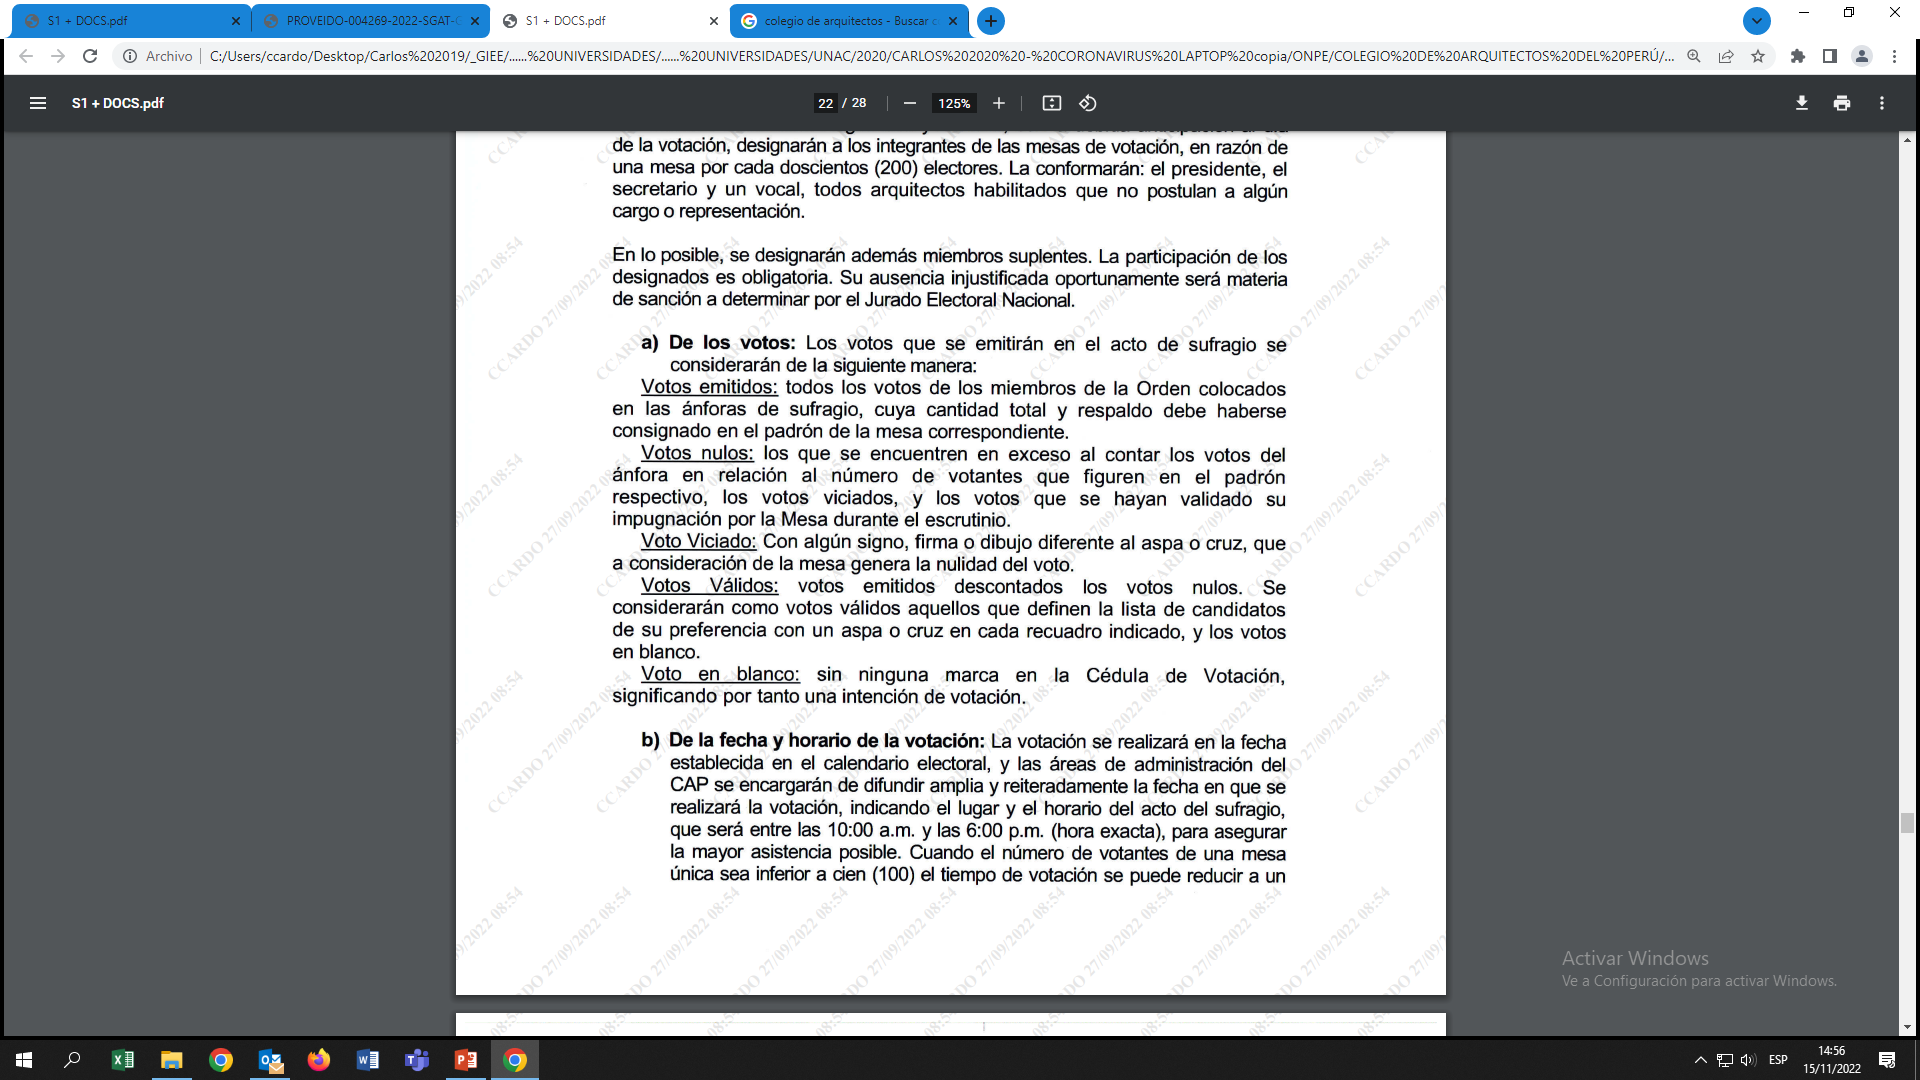 S1 + DOCS.pdf
PROVEIDO-004269-2022-SGAT-G
S1 + DOCS.pdf
colegio de arquitectos - Buscar c
Archivo
C:/Users/ccardo/Desktop/Carlos%202019/_GIEE/......%20UNIVERSIDADES/......%20UNIVERSIDADES/UNAC/2020/CARLOS%202020%20-%20CORONAVIRUS%20LAPTOP%20copia/ONPE/COLEGIO%20DE%20ARQUITECTOS%20DEL%20PERÚ/...
S1 + DOCS.pdf
22 / 28
125%
de la votación, designarán a los integrantes de las mesas de votación, en razón de
una mesa por cada doscientos (200) electores. La conformarán: el presidente, el
secretario y un vocal, todos arquitectos habilitados que no postulan a algún
cargo o representación.
En lo posible, se designarán además miembros suplentes. La participación de los
designados es obligatoria. Su ausencia injustificada oportunamente será materia
de sanción a determinar por el Jurado Electoral Nacional.
a) De los votos: Los votos que se emitirán en el acto de sufragio se
considerarán de la siguiente manera:
Votos emitidos: todos los votos de los miembros de la Orden colocados
en las ánforas de sufragio, cuya cantidad total y respaldo debe haberse
consignado en el padrón de la mesa correspondiente.
Votos nulos: los que se encuentren en exceso al contar los votos del
ánfora en relación al número de votantes que figuren en el padrón
respectivo, los votos viciados, y los votos que se hayan validado su
impugnación por la Mesa durante el escrutinio.
Voto Viciado: Con algún signo, firma o dibujo diferente al aspa o cruz, que
a consideración de la mesa genera la nulidad del voto.
Votos Válidos: votos emitidos descontados los votos nulos. Se
considerarán como votos válidos aquellos que definen la lista de candidatos
de su preferencia con un aspa o cruz en cada recuadro indicado, y los votos
en blanco.
Voto en blanco: sin ninguna marca en la Cédula de Votación,
significando por tanto una intención de votación.
b) De la fecha y horario de la votación: La votación se realizará en la fecha
establecida en el calendario electoral, y las áreas de administración del
CAP se encargarán de difundir amplia y reiteradamente la fecha en que se
realizará la votación, indicando el lugar y el horario del acto del sufragio,
que será entre las 10:00 a.m. y las 6:00 p.m. (hora exacta), para asegurar
la mayor asistencia posible. Cuando el número de votantes de una mesa
única sea inferior a cien (100) el tiempo de votación se puede reducir a un
CCARDO 27/09/2022 08:54
Activar Windows
Ve a Configuración para activar Windows.
ESP
14:56
15/11/2022